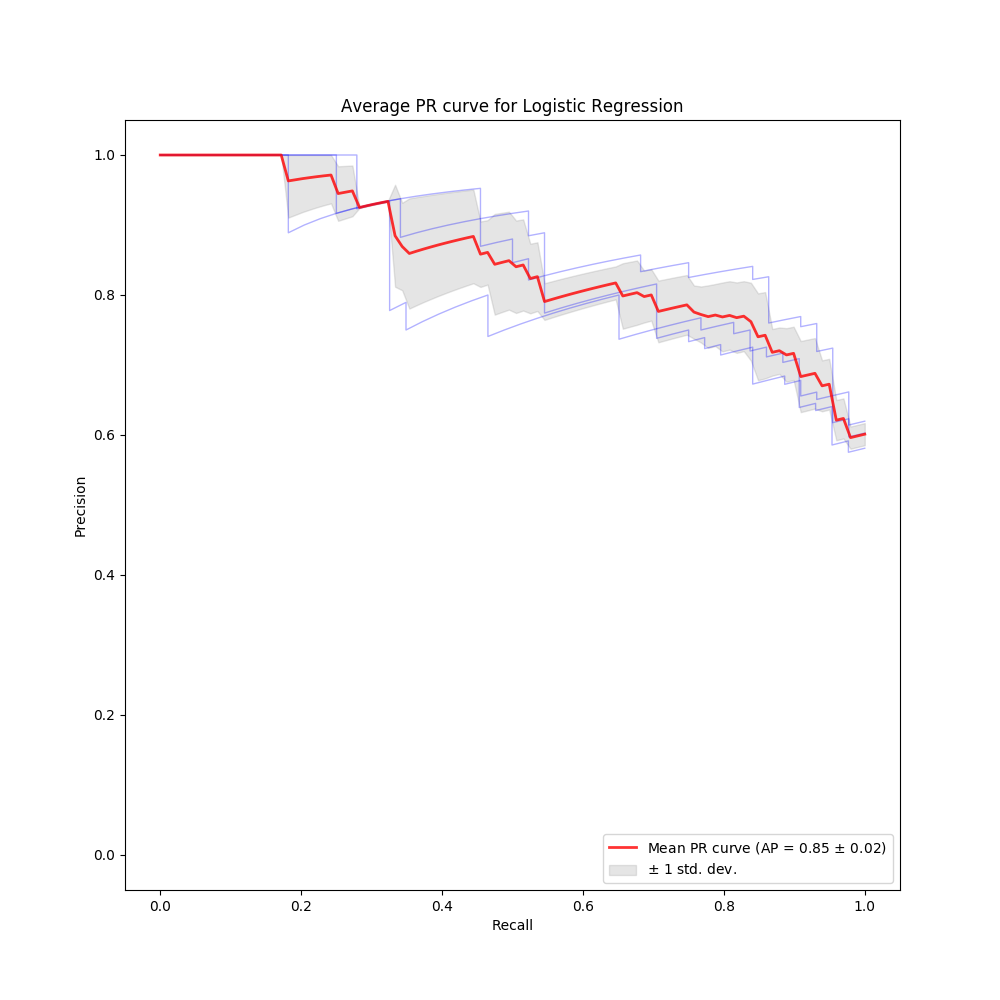 Average PR curve for Logistic Regression
1.0
0.8
0.6
0.4
0.2
0.0
Precision
0.0 0.2 0.4 0.6 0.8 1.0
Recall
Mean PR curve (AP = 0.85 ± 0.02)
± 1 std. dev.